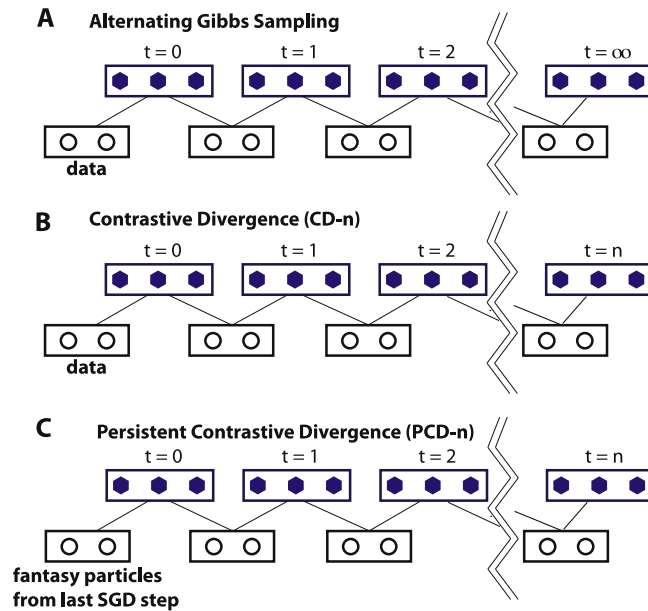 A Alternating Gibbs Sampling
t = 0 t = 1 t = 2 t = ∞
data
B Contrastive Divergence (CD-n)
t = 0 t = 1 t = 2 t = n
data
C Persistent Contrastive Divergence (PCD-n)
t = 0 t = 1 t = 2 t = n
fantasy particles
from last SGD step